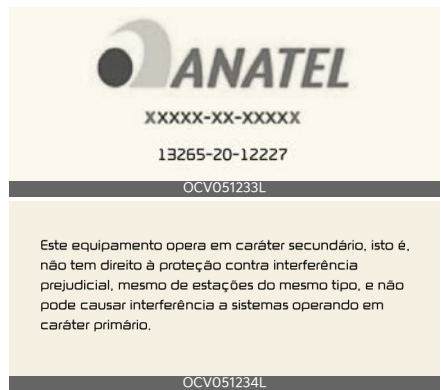 ANATEL
XXXXX-XX-XXXXX
13265-20-12227
OCV051233L
Este equipamento opera em caráter secundário, isto é,
não tem direito à proteção contra interferência
prejudicial, mesmo de estações do mesmo tipo, e não
pode causar interferência a sistemas operando em
caráter primário.
OCV051234L